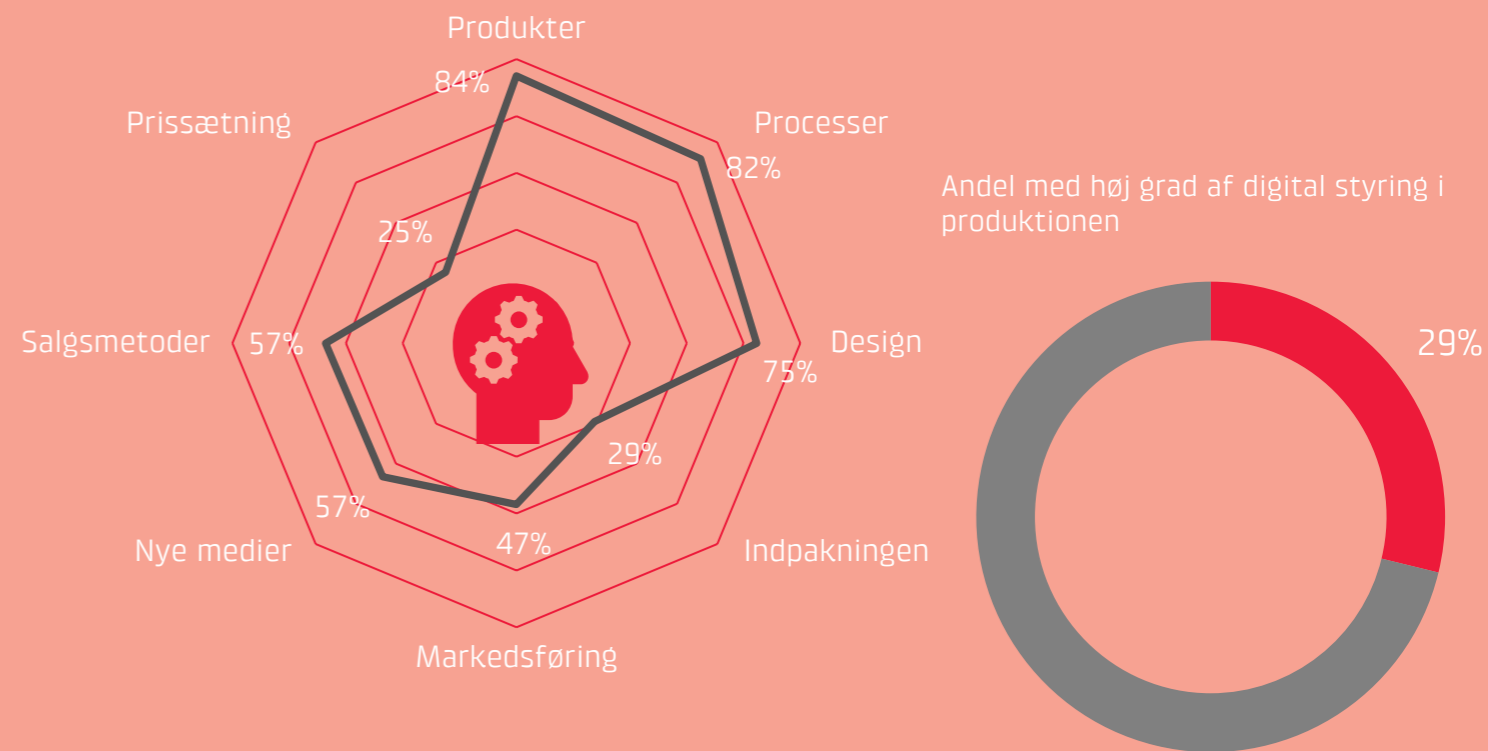 Produkter
84%
Prissætning
Processer
82%
25%
Salgsmetoder
57%
Design
75%
29%
57%
47%
Nye medier
Indpakningen
Markedsføring
Andel med høj grad af digital styring i
produktionen
29%